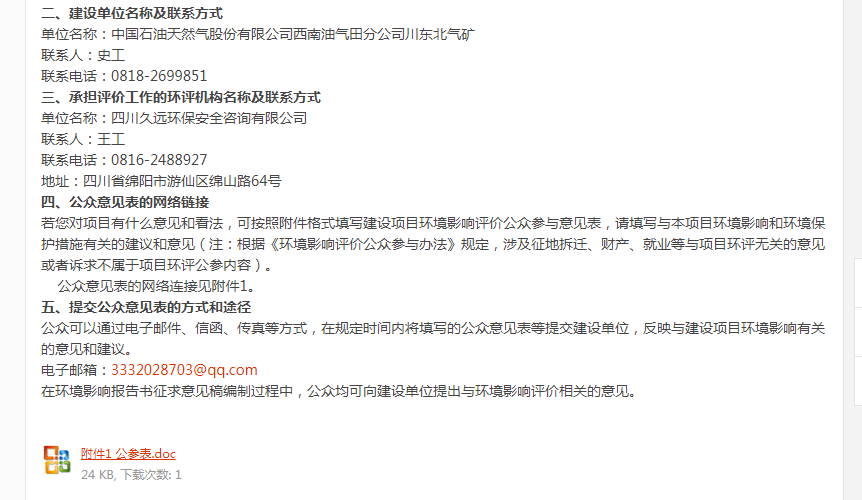 二、建设单位名称及联系方式
单位名称：中国石油天然气股份有限公司西南油气田分公司川东北气矿
联系人：史工
联系电话：0818-2699851
三、承担评价工作的环评机构名称及联系方式
单位名称：四川久远环保安全咨询有限公司
联系人：王工
联系电话：0816-2488927
地址：四川省绵阳市游仙区绵山路64号
四、公众意见表的网络链接
若您对项目有什么意见和看法，可按照附件格式填写建设项目环境影响评价公众参与意见表，请填写与本项目环境影响和环境保
护措施有关的建议和意见（注：根据《环境影响评价公众参与办法》规定，涉及征地拆迁、财产、就业等与项目环评无关的意见
或者诉求不属于项目环评公参内容）。
公众意见表的网络连接见附件1。
五、提交公众意见表的方式和途径
公众可以通过电子邮件、信函、传真等方式，在规定时间内将填写的公众意见表等提交建设单位，反映与建设项目环境影响有关
的意见和建议。
电子邮箱：3332028703@qq.com
在环境影响报告书征求意见稿编制过程中，公众均可向建设单位提出与环境影响评价相关的意见。
附件1 公参表.doc
24 KB, 下载次数: 1